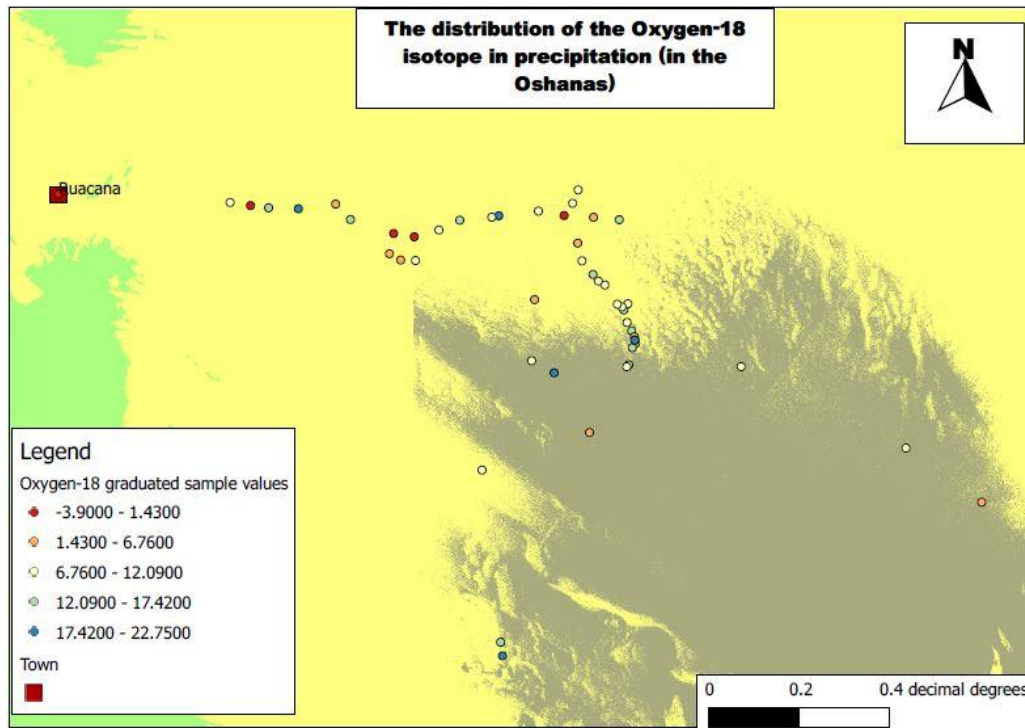 The distribution of the Oxygen-18
isotope in precipitation (in the
Oshanas)
N
Ruacana
Legend
Oxygen-18 graduated sample values
-3.9000 - 1.4300
1.4300 - 6.7600
6.7600 - 12.0900
12.0900 - 17.4200
17.4200 - 22.7500
Town
0 0.2 0.4 decimal degrees